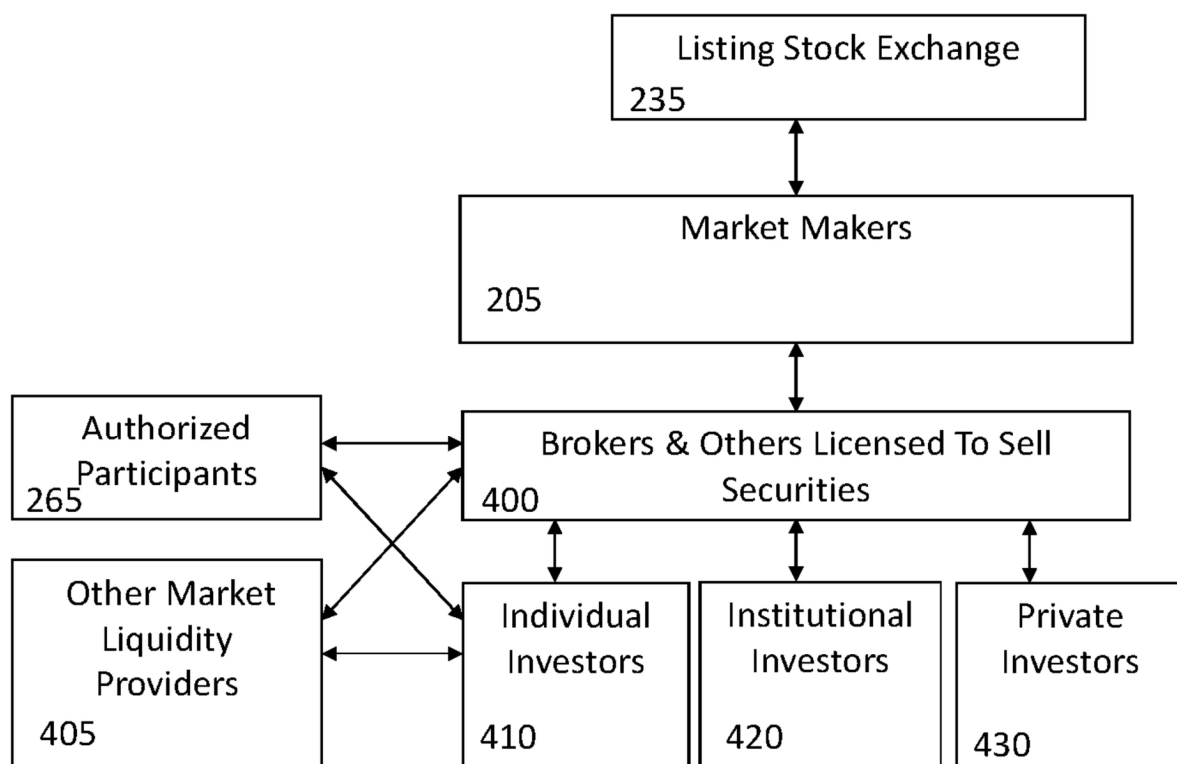 Listing Stock Exchange
235
Market Makers
205
Authorized
Participants
265
Brokers & Others Licensed To Sell
Securities
400
Other Market
Liquidity
Providers
405
Individual
Investors
410
Institutional
Investors
420
Private
Investors
430